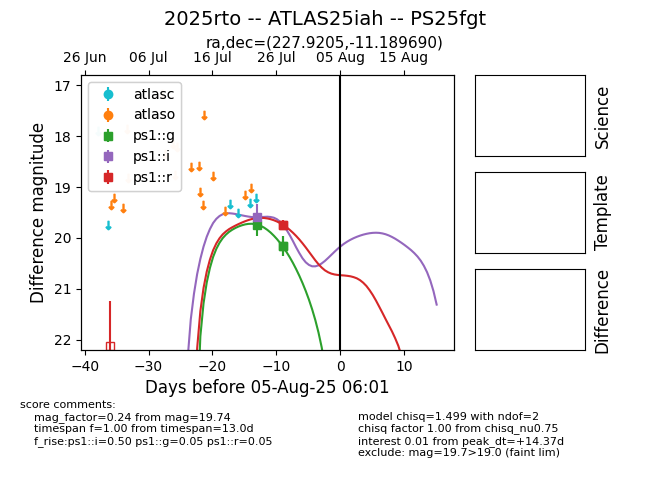 2025rto -- ATLAS25iah -- PS25fgt
ra,dec=(227.9205,-11.189690)
26 Jun 06 Jul 16 Jul 26 Jul 05 Aug 15 Aug
17
18
19
20
21
22
Difference magnitude
atlasc
atlaso
ps1::g
ps1::i
ps1::r
−40 −30 −20 −10 0 10
Days before 05-Aug-25 06:01
Science
Template
Difference
score comments:
mag_factor=0.24 from mag=19.74
timespan f=1.00 from timespan=13.0d
f_rise:ps1::i=0.50 ps1::g=0.05 ps1::r=0.05
model chisq=1.499 with ndof=2
chisq factor 1.00 from chisq_nu0.75
interest 0.01 from peak_dt=+14.37d
exclude: mag=19.7>19.0 (faint lim)